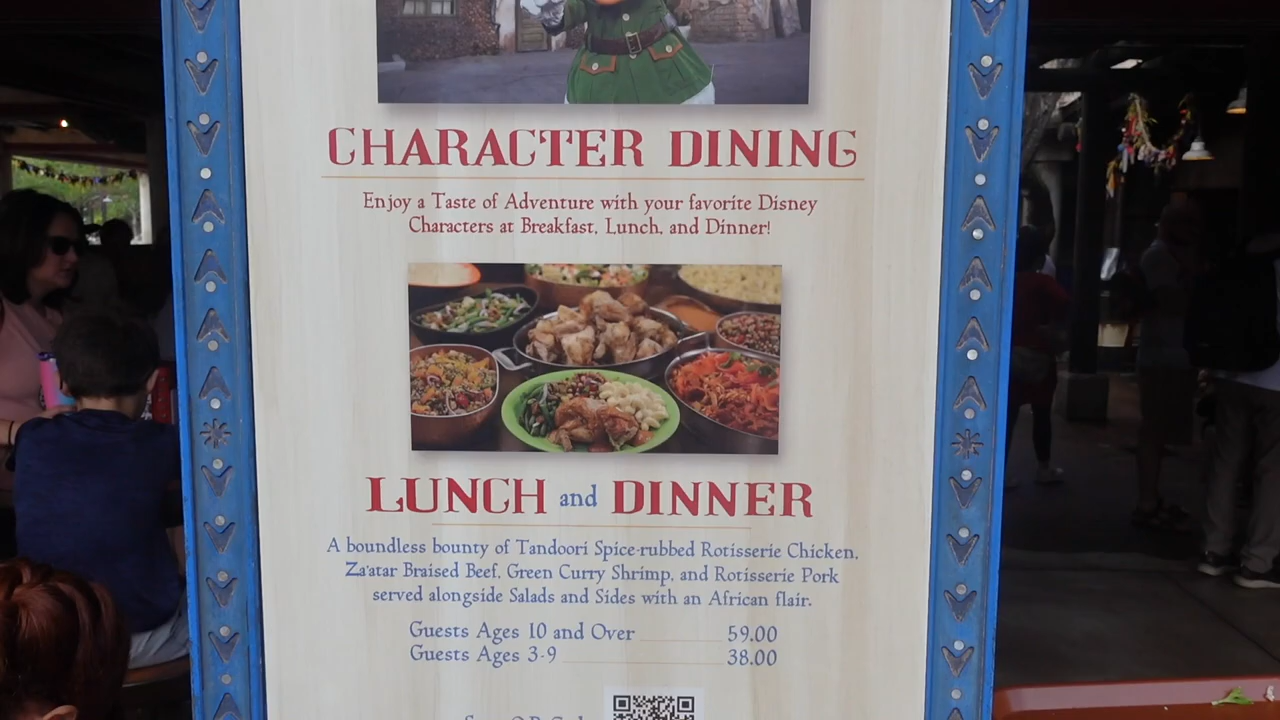 CHARACTER DINING
Enjoy a Taste of Adventure with your favorite Disney
Characters at Breakfast, Lunch, and Dinner!
LUNCH and DINNER
A boundless bounty of Tandoori Spice-rubbed Rotisserie Chicken,
Za'atar Braised Beef, Green Curry Shrimp, and Rotisserie Pork
served alongside Salads and Sides with an African flair.
Guests Ages 10 and Over 59.00
Guests Ages 3-9 38.00